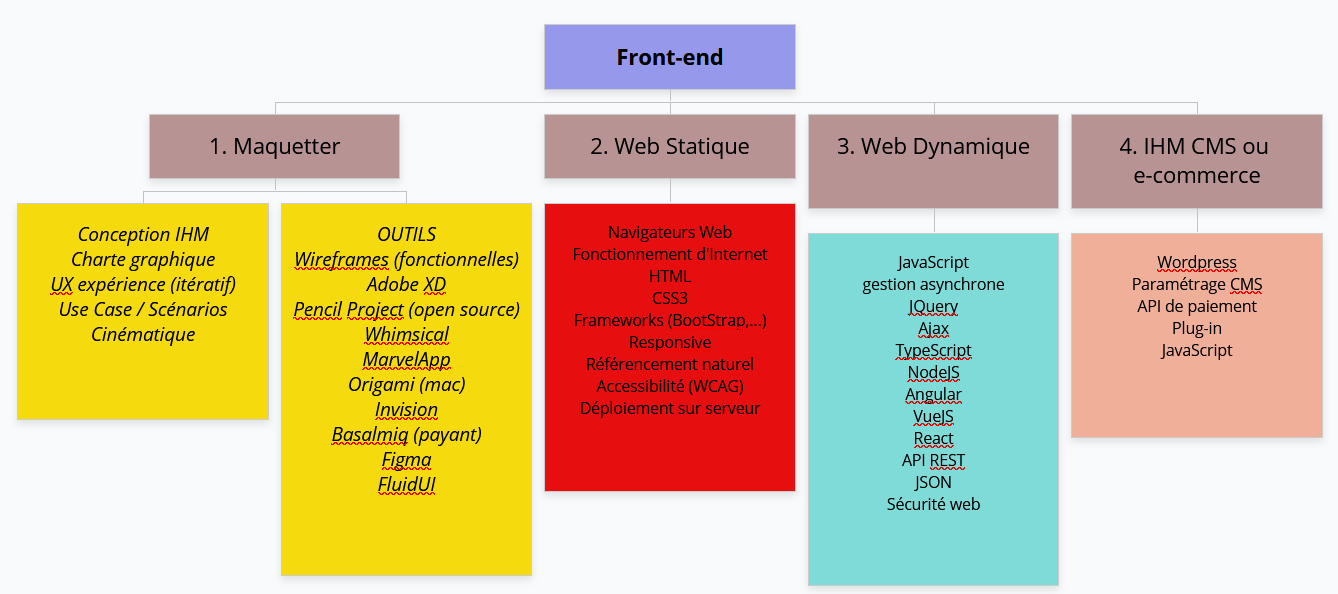 Front-end
1. Maquetter
Conception IHM
Charte graphique
UX expérience (itératif)
Use Case / Scénarios
Cinématique
OUTILS
Wireframes (fonctionnelles)
Adobe XD
Pencil Project (open source)
Whimsical
MarvelApp
Origami (mac)
Invision
Basalmiq (payant)
Figma
FluidUI
2. Web Statique
Navigateurs Web
Fonctionnement d'Internet
HTML
CSS3
Frameworks (BootStrap,...)
Responsive
Référencement naturel
Accessibilité (WCAG)
Déploiement sur serveur
3. Web Dynamique
JavaScript
gestion asynchrone
JQuery
Ajax
TypeScript
NodeJS
Angular
VueJS
React
API REST
JSON
Sécurité web
4. IHM CMS ou
e-commerce
Wordpress
Paramétrage CMS
API de paiement
Plug-in
JavaScript